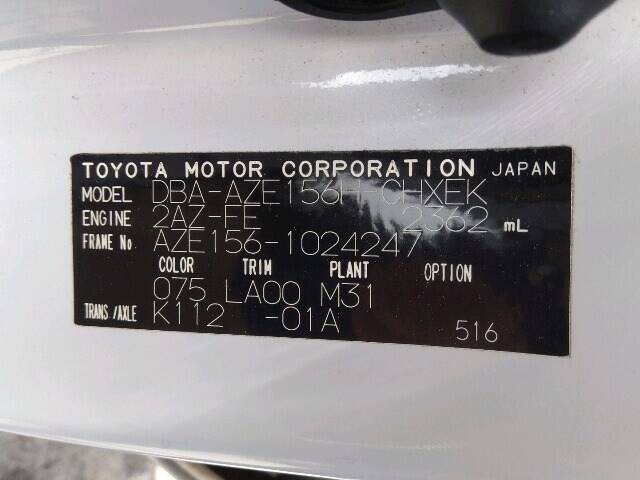 TOYOTA MOTOR CORPORATION JAPAN
MODEL DBA-AZE156H-CHXEK
ENGINE 2AZ-FE 2362 mL
FRAME No AZE156-1024247
COLOR TRIM PLANT OPTION
075 LA00 M31
TRANS/AXLE K112 -01A
516